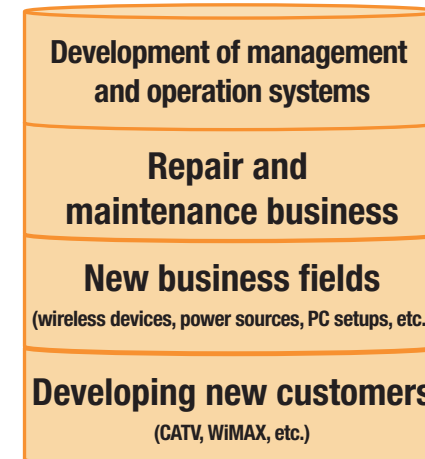 Development of management
and operation systems
Repair and
maintenance business
New business fields
(wireless devices, power sources, PC setups, etc.
Developing new customers
(CATV, WiMAX, etc.)